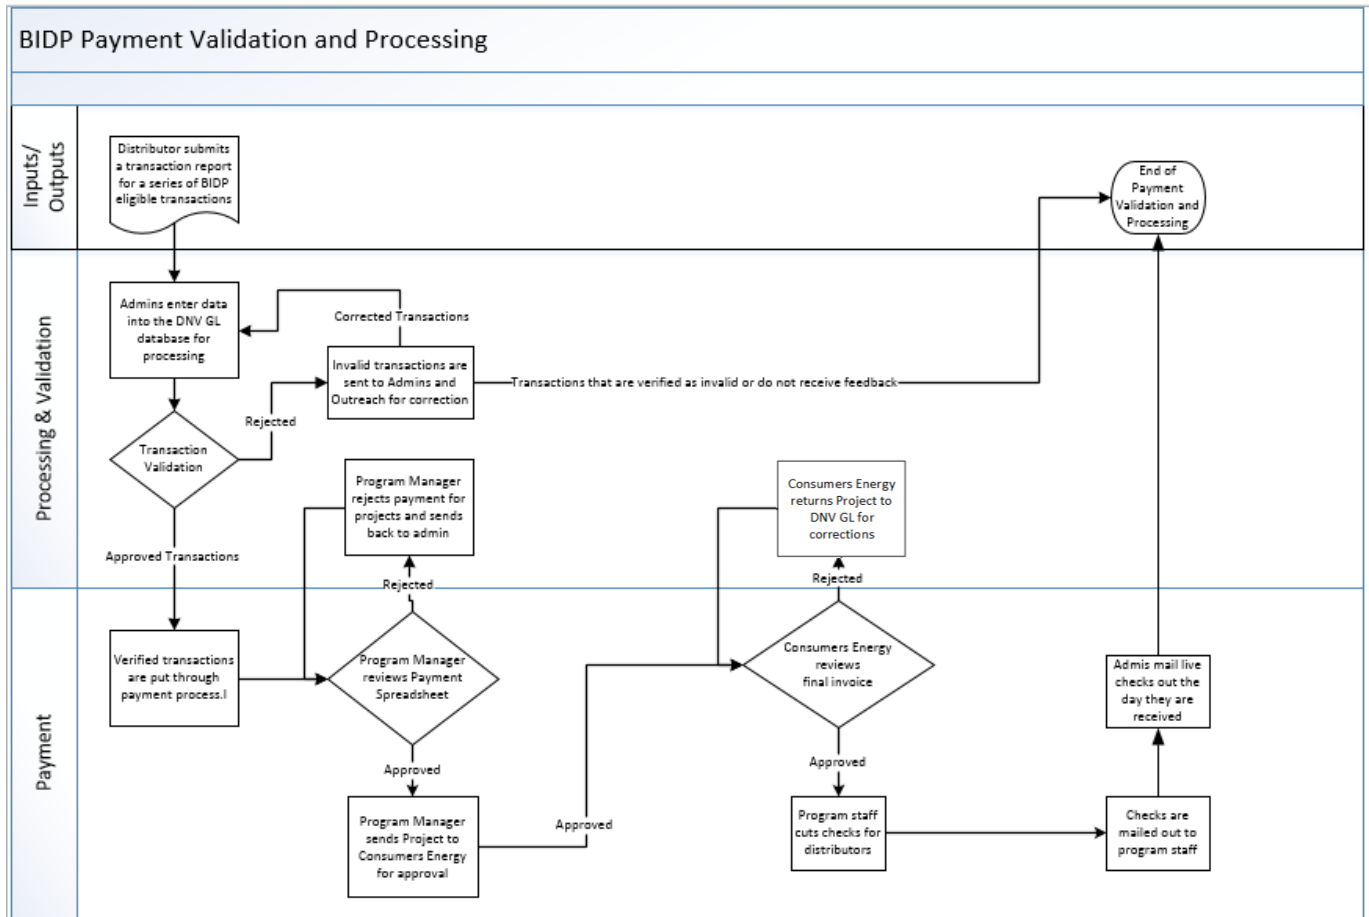 BIDP Payment Validation and Processing
Inputs/
Outputs
Distributor submits
a transaction report
for a series of BIDP
eligible transactions
End of
Payment
Validation and
Processing
Processing & Validation
Admins enter data
into the DNV GL
database for
processing
Corrected Transactions
Invalid transactions are
sent to Admins and
Outreach for correction
Transactions that are verified as invalid or do not receive feedback
Rejected
Transaction
Validation
Program Manager
rejects payment for
projects and sends
back to admin
Consumers Energy
returns Project to
DNV GL for
corrections
Approved Transactions
Rejected
Rejected
Payment
Verified transactions
are put through
payment process.l
Program Manager
reviews Payment
Spreadsheet
Consumers Energy
reviews
final invoice
Admis mail live
checks out the
day they are
received
Approved
Approved
Program Manager
sends Project to
Consumers Energy
for approval
Approved
Program staff
cuts checks for
distributors
Checks are
mailed out to
program staff